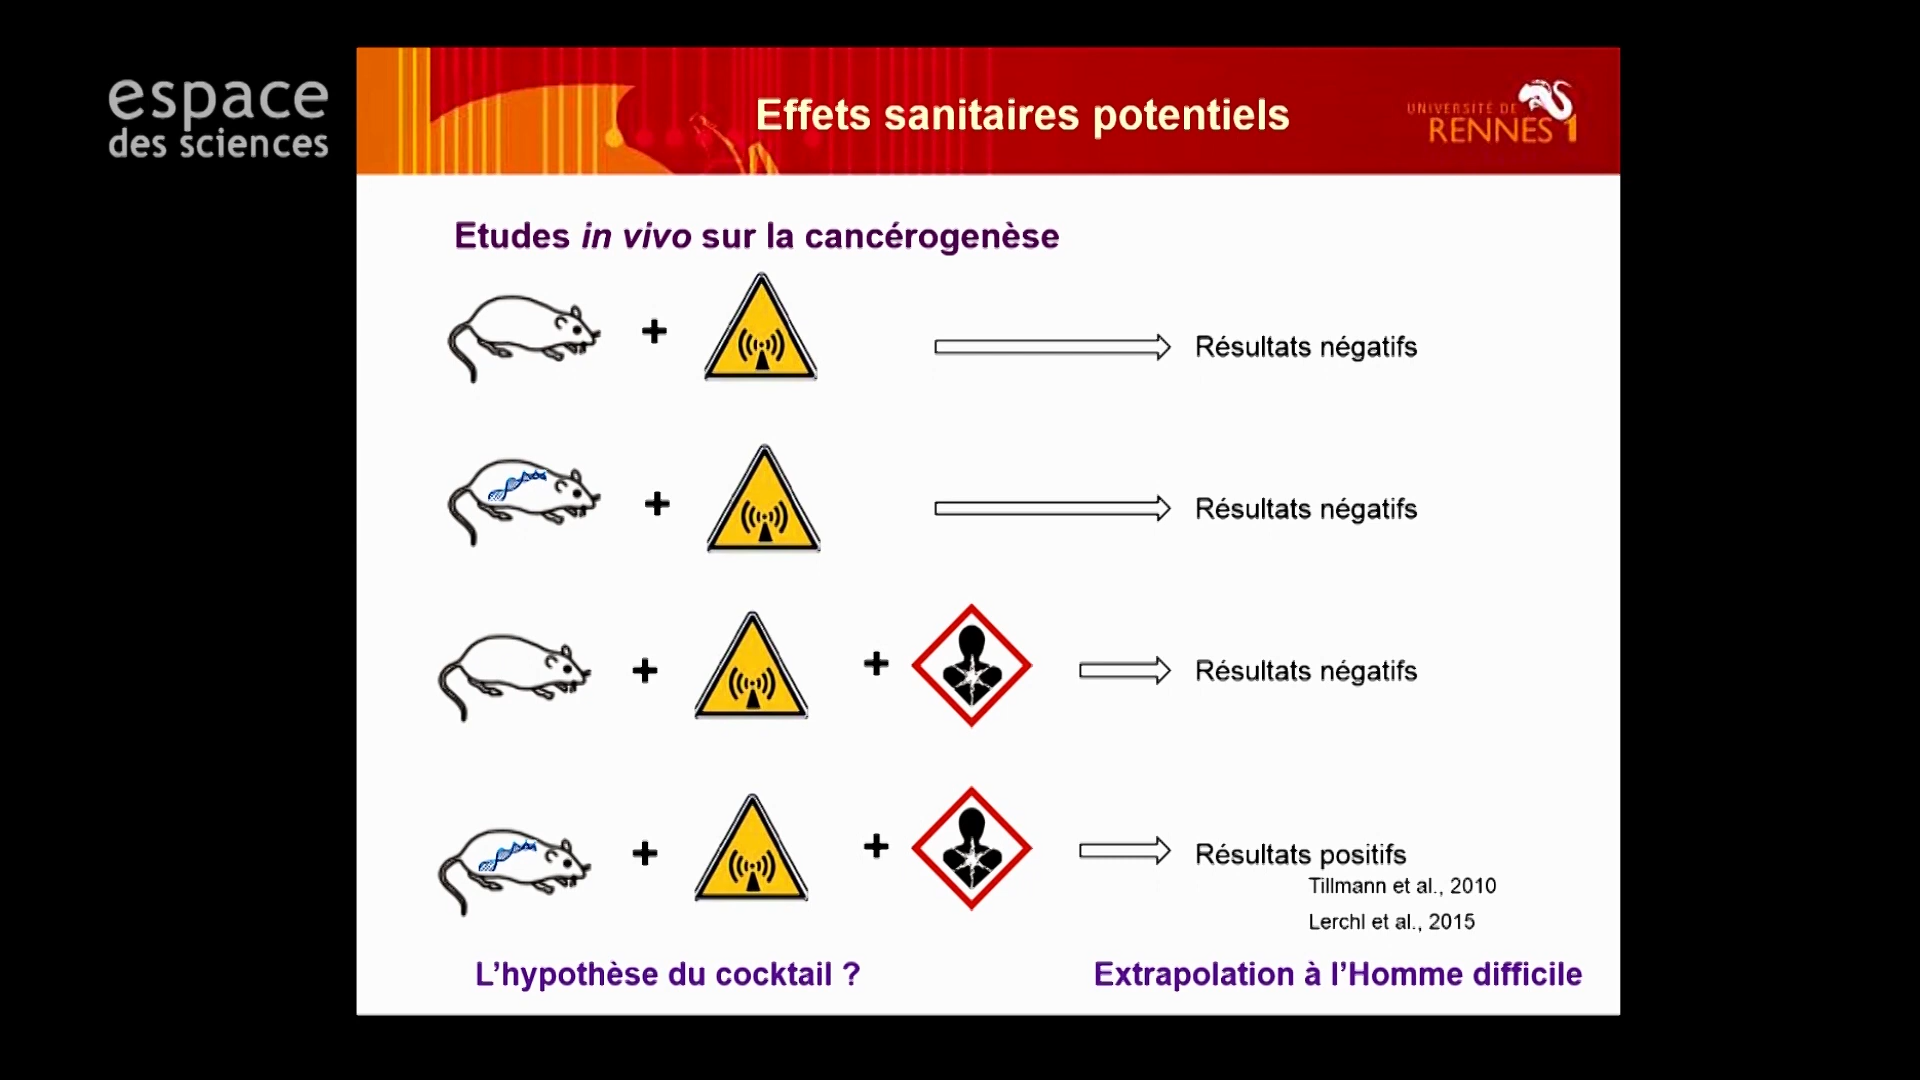 espace
des sciences
Effets sanitaires potentiels
UNIVERSITÉ DE
RENNES 1
Etudes in vivo sur la cancérogenèse
+
Résultats négatifs
+
Résultats négatifs
+ +
Résultats négatifs
+ +
Résultats positifs
Tillmann et al., 2010
Lerchl et al., 2015
L'hypothèse du cocktail ?
Extrapolation à l'Homme difficile